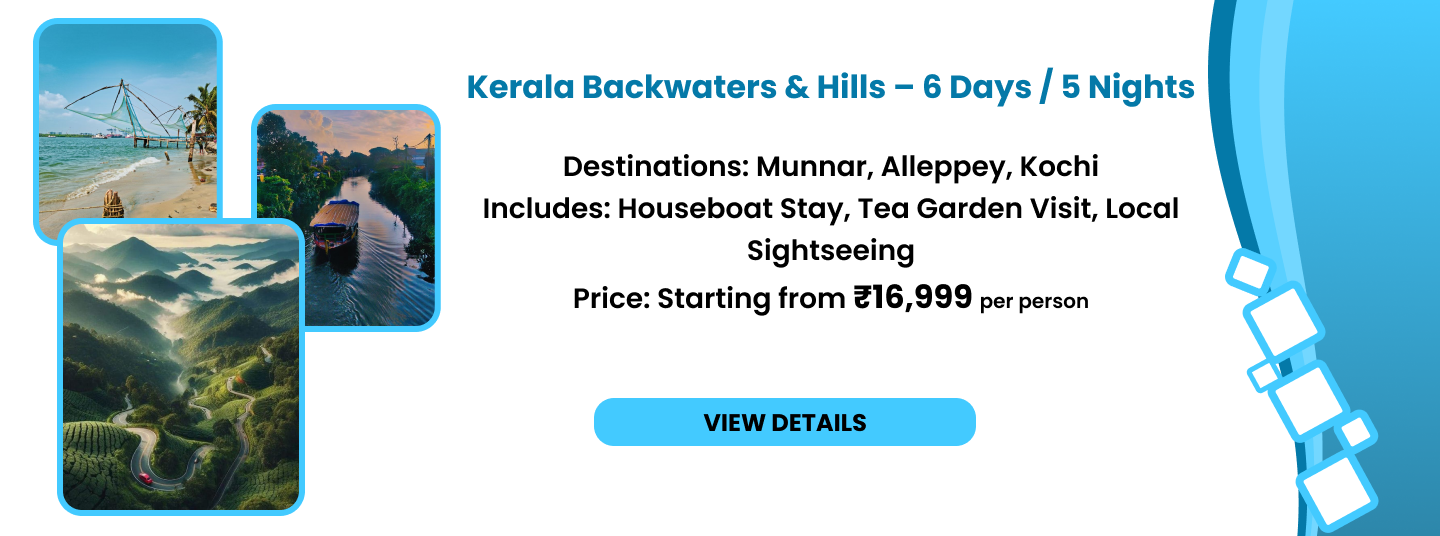 Kerala Backwaters & Hills – 6 Days / 5 Nights
Destinations: Munnar, Alleppey, Kochi
Includes: Houseboat Stay, Tea Garden Visit, Local
Sightseeing
Price: Starting from ₹16,999 per person
VIEW DETAILS